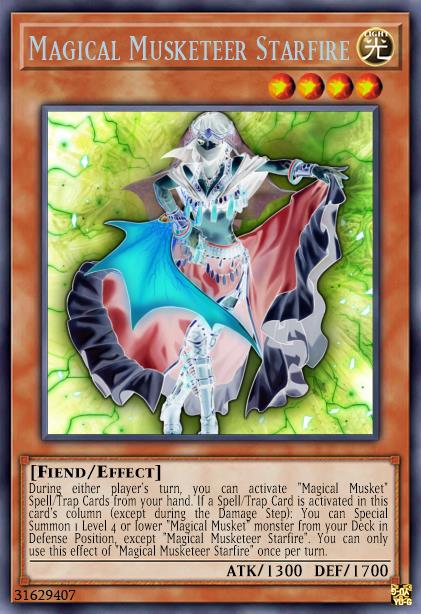 MAGICAL MUSKETEER STARFIRE
LIGHT
光
[FIEND/EFFECT]
During either player's turn, you can activate "Magical Musket"
Spell/Trap Cards from your hand. If a Spell/Trap Card is activated in
this card's column (except during the Damage Step): You can Special
Summon 1 Level 4 or lower "Magical Musket" monster from your Deck in
Defense Position, except "Magical Musketeer Starfire". You can only
use this effect of "Magical Musketeer Starfire" once per turn.
ATK/1300 DEF/1700
31629407